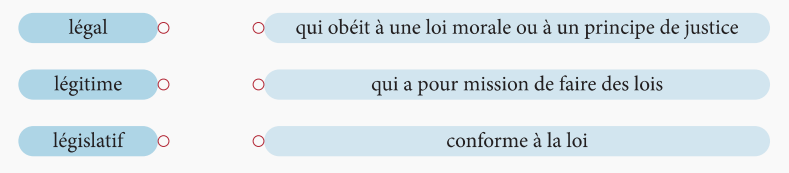 légal qui obéit à une loi morale ou à un principe de justice
légitime qui a pour mission de faire des lois
législatif conforme à la loi